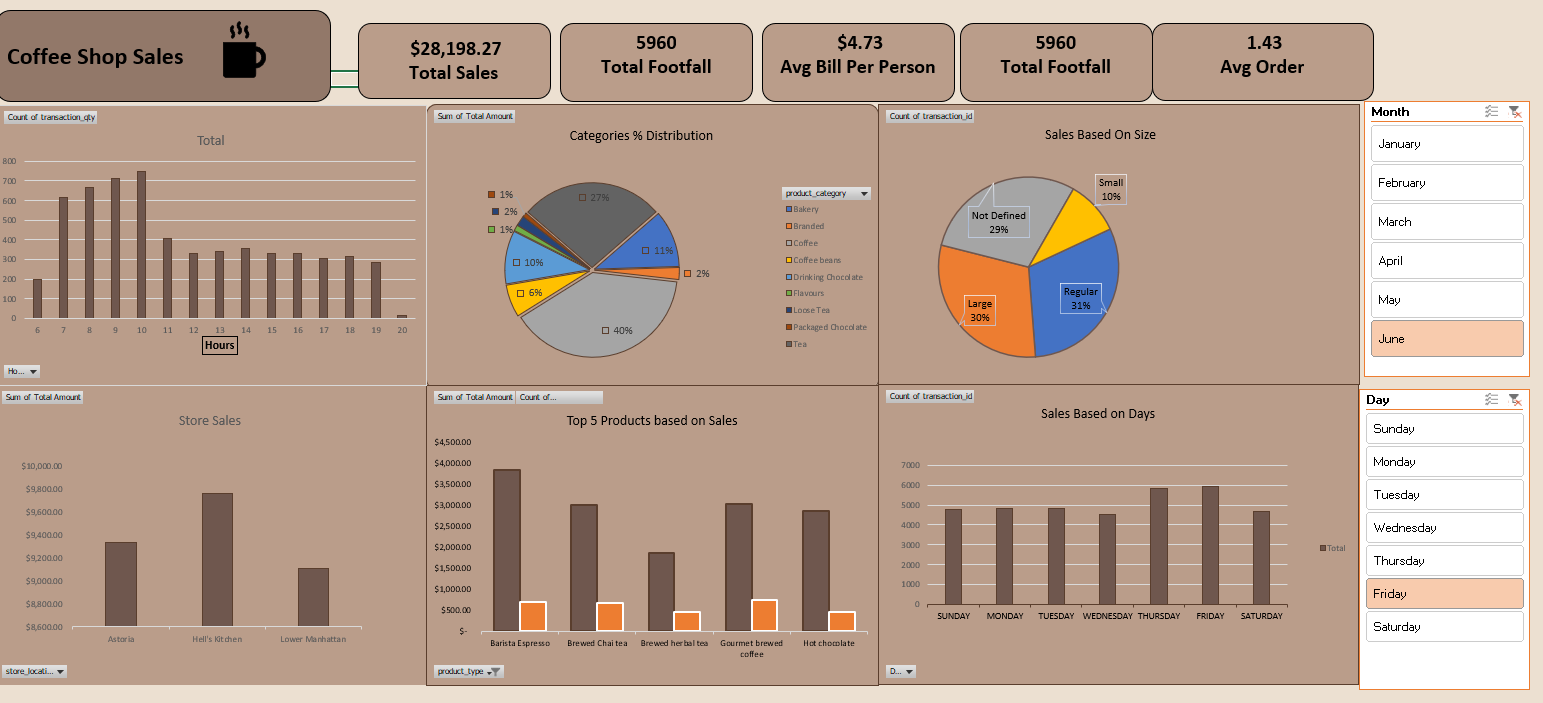 Coffee Shop Sales
$28,198.27
Total Sales
5960
Total Footfall
$4.73
Avg Bill Per Person
5960
Total Footfall
1.43
Avg Order
Count of transaction_qty
Total
800
700
600
500
400
300
200
100
0
6 7 8 9 10 11 12 13 14 15 16 17 18 19 20
Hours
Ho...
Sum of Total Amount
Categories % Distribution
27%
11%
2%
40%
6%
10%
1%
2%
1%
product_category
Bakery
Branded
Coffee
Coffee beans
Drinking Chocolate
Flavours
Loose Tea
Packaged Chocolate
Tea
Count of transaction_id
Sales Based On Size
Small
10%
Not Defined
29%
Regular
31%
Large
30%
Month
January
February
March
April
May
June
Sum of Total Amount
Store Sales
$10,000.00
$9,800.00
$9,600.00
$9,400.00
$9,200.00
$9,000.00
$8,800.00
$8,600.00
Astoria Hell's Kitchen Lower Manhattan
store_locati...
Sum of Total Amount Count of...
Top 5 Products based on Sales
$4,500.00
$4,000.00
$3,500.00
$3,000.00
$2,500.00
$2,000.00
$1,500.00
$1,000.00
$500.00
$-
Barista Espresso Brewed Chai tea Brewed herbal tea Gourmet brewed coffee Hot chocolate
product_type
Count of transaction_id
Sales Based on Days
7000
6000
5000
4000
3000
2000
1000
0
SUNDAY MONDAY TUESDAY WEDNESDAY THURSDAY FRIDAY SATURDAY
Total
D...
Day
Sunday
Monday
Tuesday
Wednesday
Thursday
Friday
Saturday